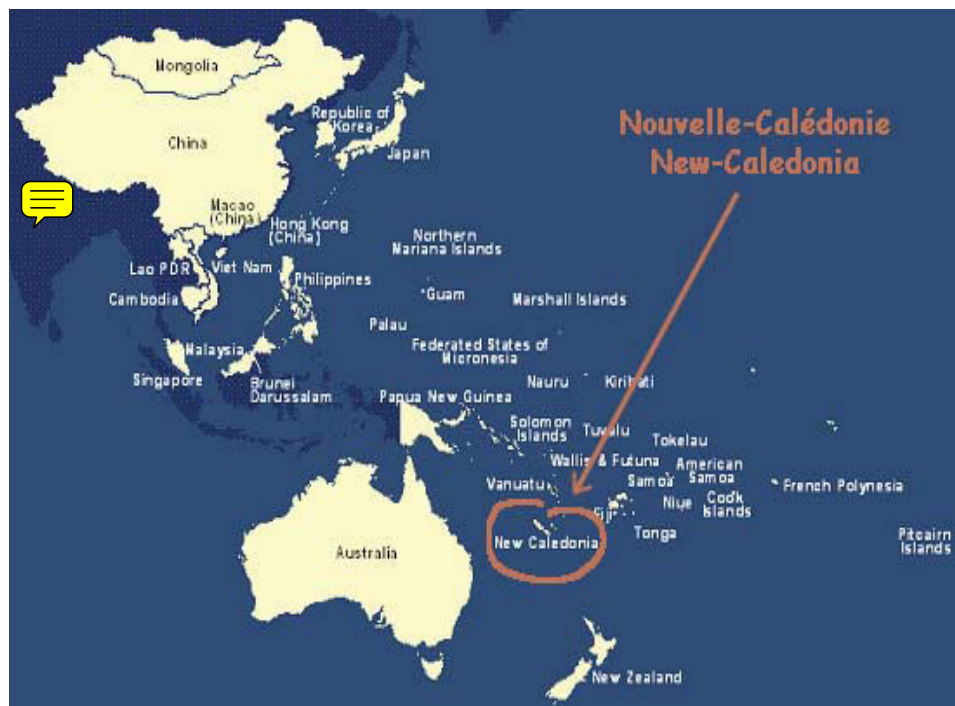 Mongolia
Republic of
Korea
Nouvelle-Calédonie
New-Caledonia
China
Japan
Macao
(China)
Hong Kong
(China)
Northern
Mariana Islands
Lao PDR
Viet Nam
Philippines
Cambodia
Guam
Marshall Islands
Palau
Malaysia
Federated States of
Micronesia
Singapore
Brunei
Darussalam
Nauru
Kiribati
Papua New Guinea
Solomon
Islands
Tuvalu
Tokelau
Wallis & Futuna
American
Samoa
Samoa
Vanuatu
French Polynesia
Niue
Cook
Islands
Fiji
Tonga
Pitcairn
Islands
New Caledonia
Australia
New Zealand